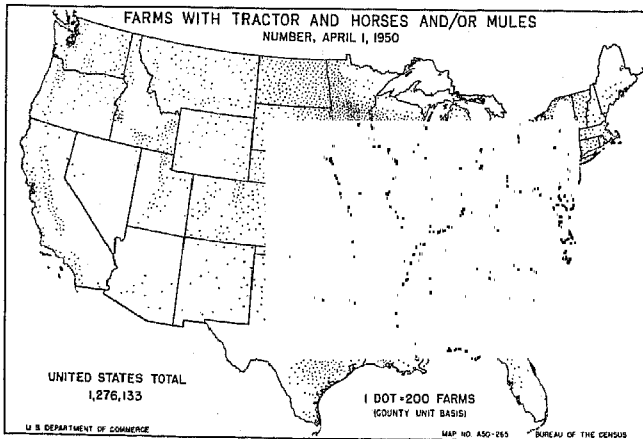 FARMS WITH TRACTOR AND HORSES AND/OR MULES
NUMBER, APRIL 1, 1950
UNITED STATES TOTAL
1,276,133
1 DOT=200 FARMS
(COUNTY UNIT BASIS)
U S DEPARTMENT OF COMMERCE
MAP NO. A50-265
BUREAU OF THE CENSUS